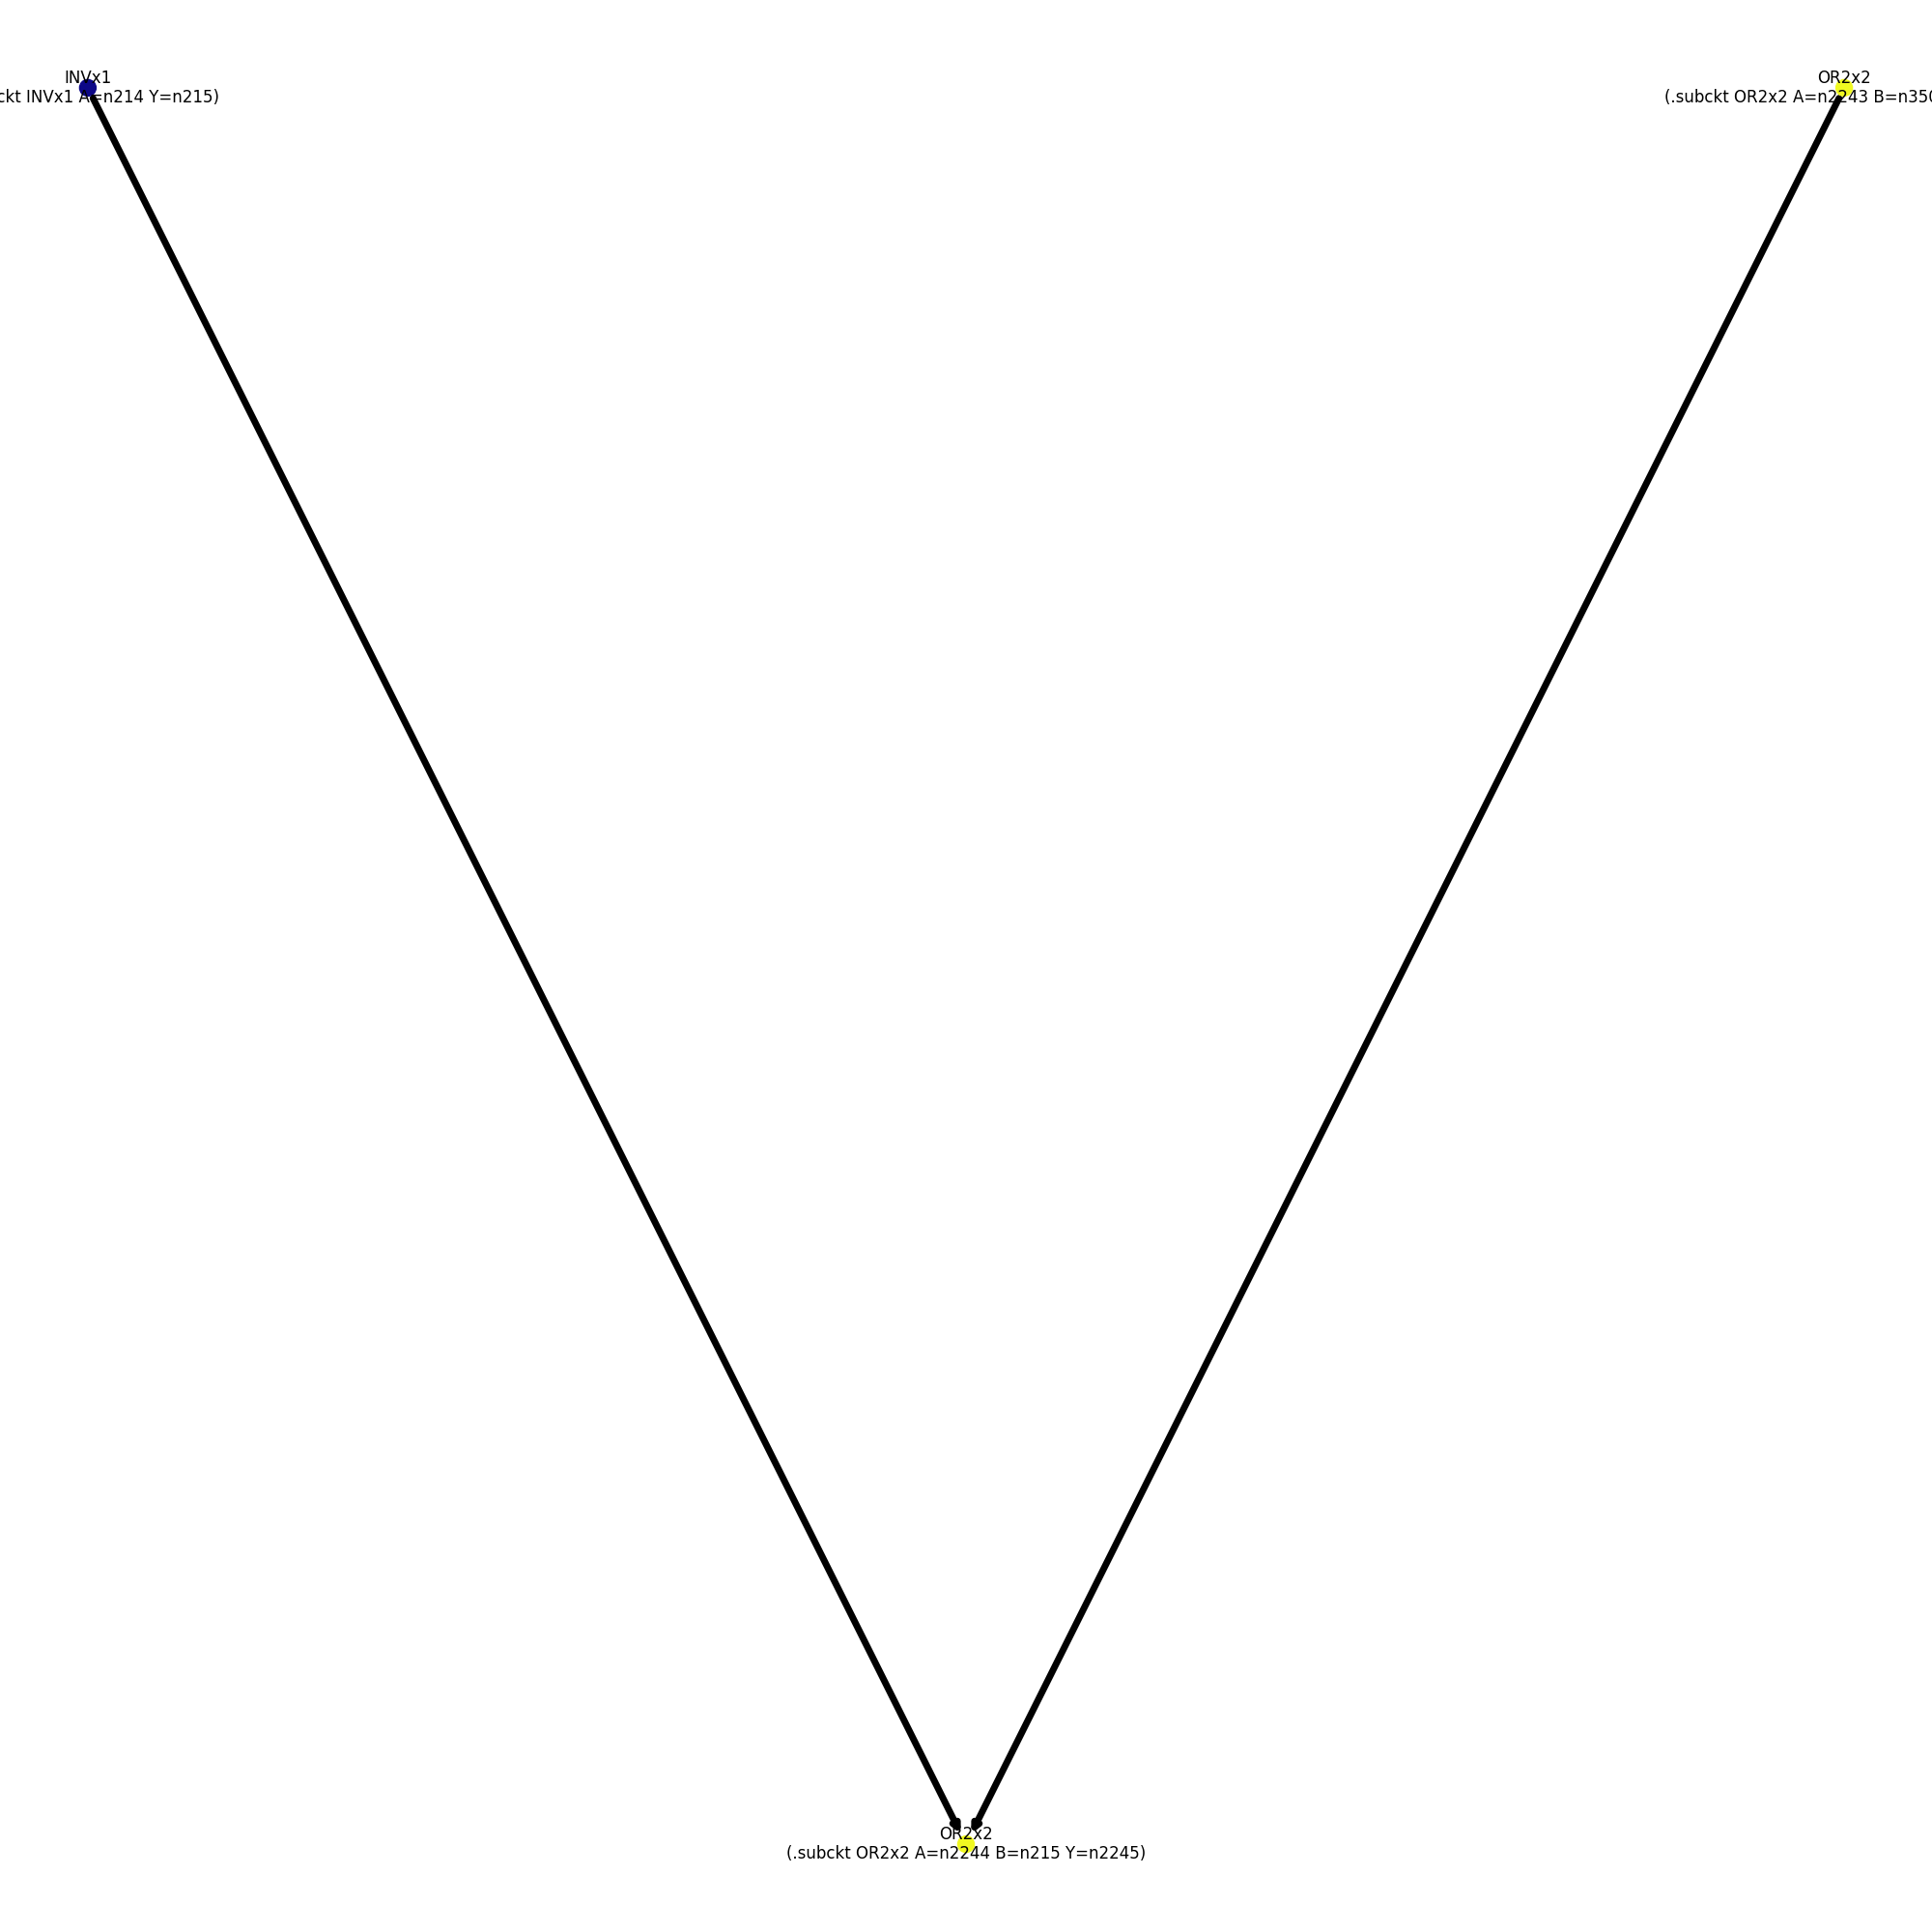 INVx1
ckt INVx1 A=n214 Y=n215)
OR2x2
(.subckt OR2x2 A=n2243 B=n350
OR2x2
(.subckt OR2x2 A=n2244 B=n215 Y=n2245)